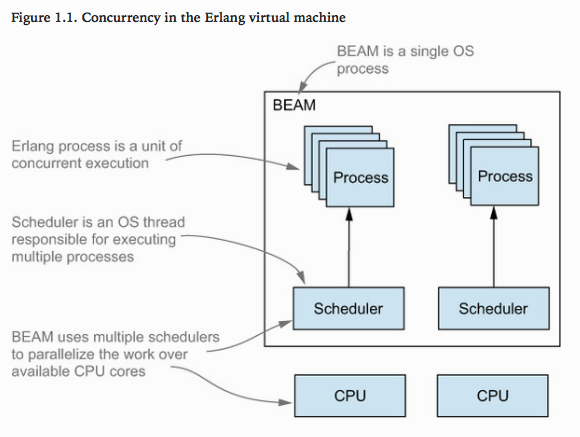 Figure 1.1. Concurrency in the Erlang virtual machine
BEAM is a single OS
process
BEAM
Erlang process is a unit of
concurrent execution
Process
Process
Scheduler is an OS thread
responsible for executing
multiple processes
Scheduler
Scheduler
BEAM uses multiple schedulers
to parallelize the work over
available CPU cores
CPU
CPU